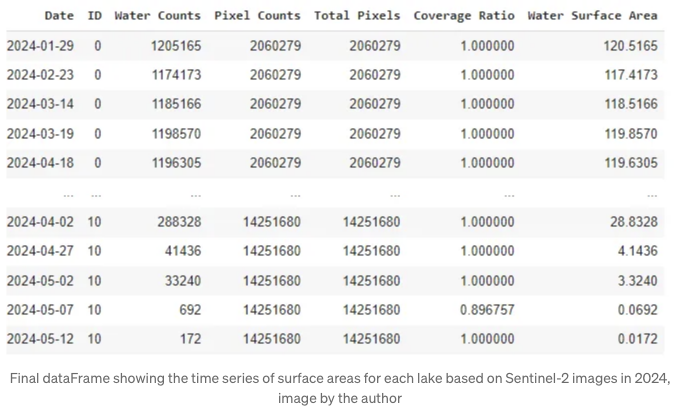 Date ID Water Counts Pixel Counts Total Pixels Coverage Ratio Water Surface Area
2024-01-29 0 1205165 2060279 2060279 1.000000 120.5165
2024-02-23 0 1174173 2060279 2060279 1.000000 117.4173
2024-03-14 0 1185166 2060279 2060279 1.000000 118.5166
2024-03-19 0 1198570 2060279 2060279 1.000000 119.8570
2024-04-18 0 1196305 2060279 2060279 1.000000 119.6305
... ... ... ... ... ... ...
2024-04-02 10 288328 14251680 14251680 1.000000 28.8328
2024-04-27 10 41436 14251680 14251680 1.000000 4.1436
2024-05-02 10 33240 14251680 14251680 1.000000 3.3240
2024-05-07 10 692 14251680 14251680 0.896757 0.0692
2024-05-12 10 172 14251680 14251680 1.000000 0.0172
Final dataFrame showing the time series of surface areas for each lake based on Sentinel-2 images in 2024,
image by the author